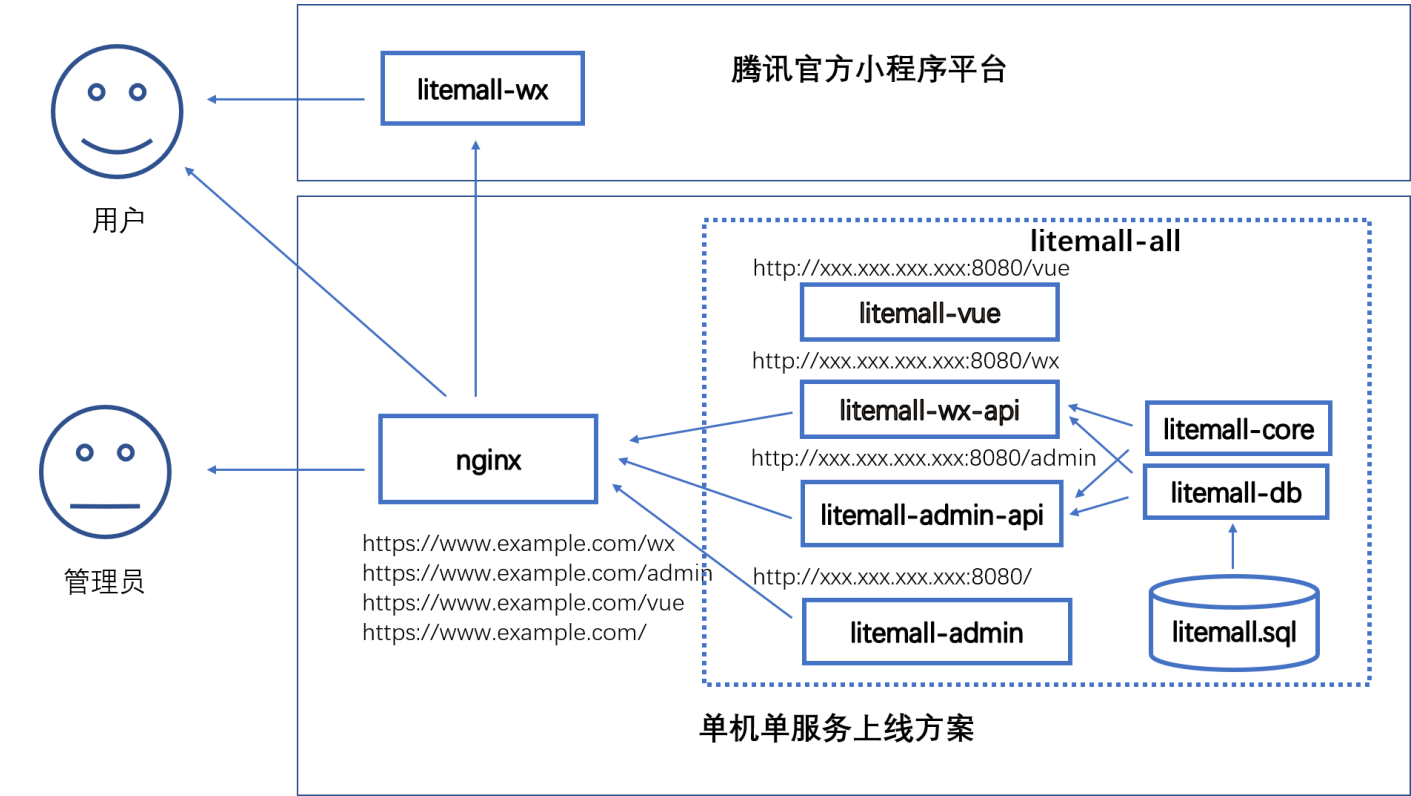 腾讯官方小程序平台
litemall-wx
用户
litemall-all
http://xxx.xxx.xxx.xxx:8080/vue
litemall-vue
http://xxx.xxx.xxx.xxx:8080/wx
litemall-wx-api
litemall-core
http://xxx.xxx.xxx.xxx:8080/admin
nginx
litemall-db
litemall-admin-api
https://www.example.com/wx
https://www.example.com/admin
https://www.example.com/vue
https://www.example.com/
管理员
http://xxx.xxx.xxx.xxx:8080/
litemall-admin
litemall.sql
单机单服务上线方案